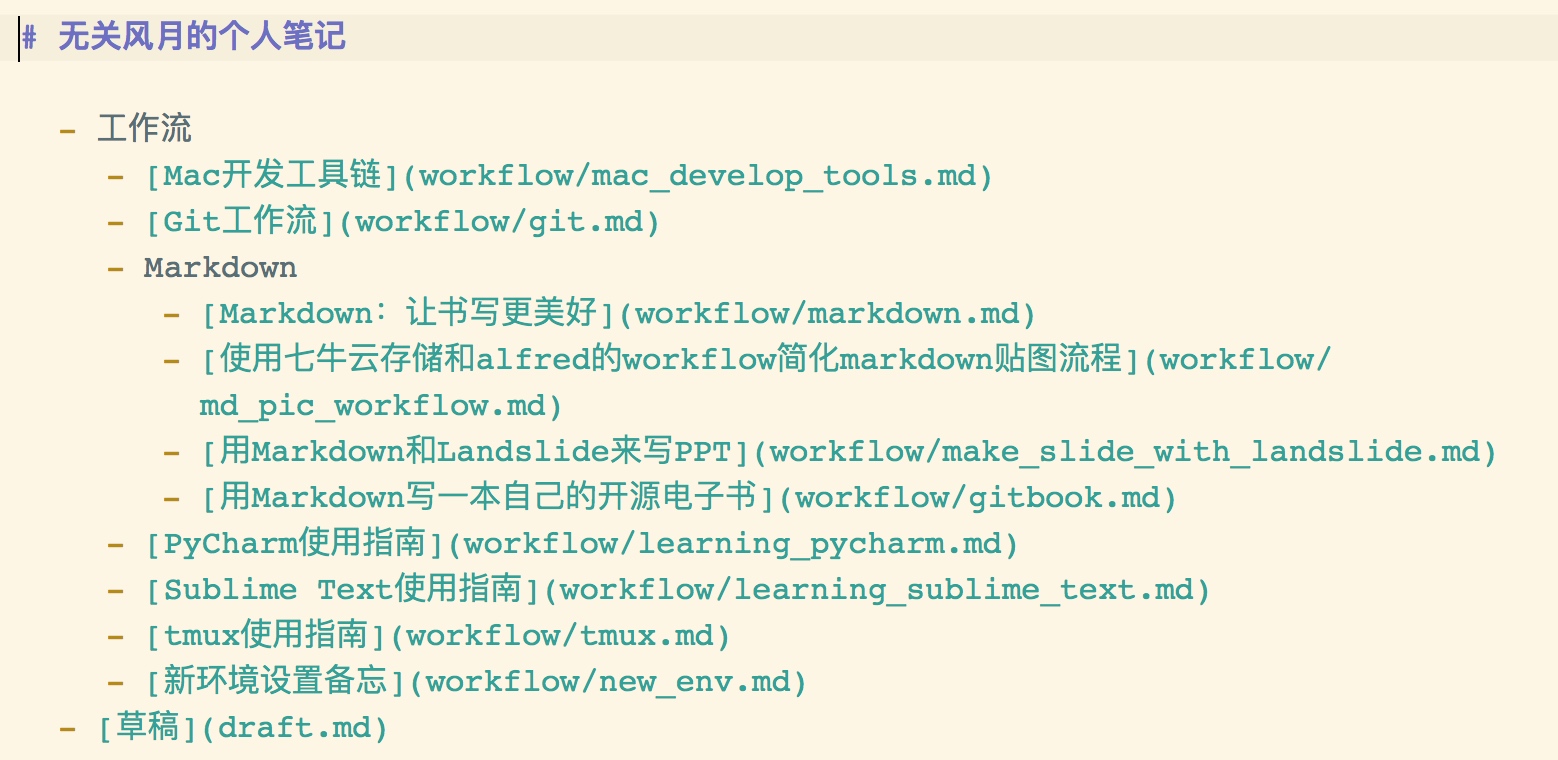 # 无关风月的个人笔记
- 工作流
- [Mac开发工具链](workflow/mac_develop_tools.md)
- [Git工作流](workflow/git.md)
- Markdown
- [Markdown：让书写更美好](workflow/markdown.md)
- [使用七牛云存储和alfred的workflow简化markdown贴图流程](workflow/
md_pic_workflow.md)
- [用Markdown和Landslide来写PPT](workflow/make_slide_with_landslide.md)
- [用Markdown写一本自己的开源电子书](workflow/gitbook.md)
- [PyCharm使用指南](workflow/learning_pycharm.md)
- [Sublime Text使用指南](workflow/learning_sublime_text.md)
- [tmux使用指南](workflow/tmux.md)
- [新环境设置备忘](workflow/new_env.md)
- [草稿](draft.md)